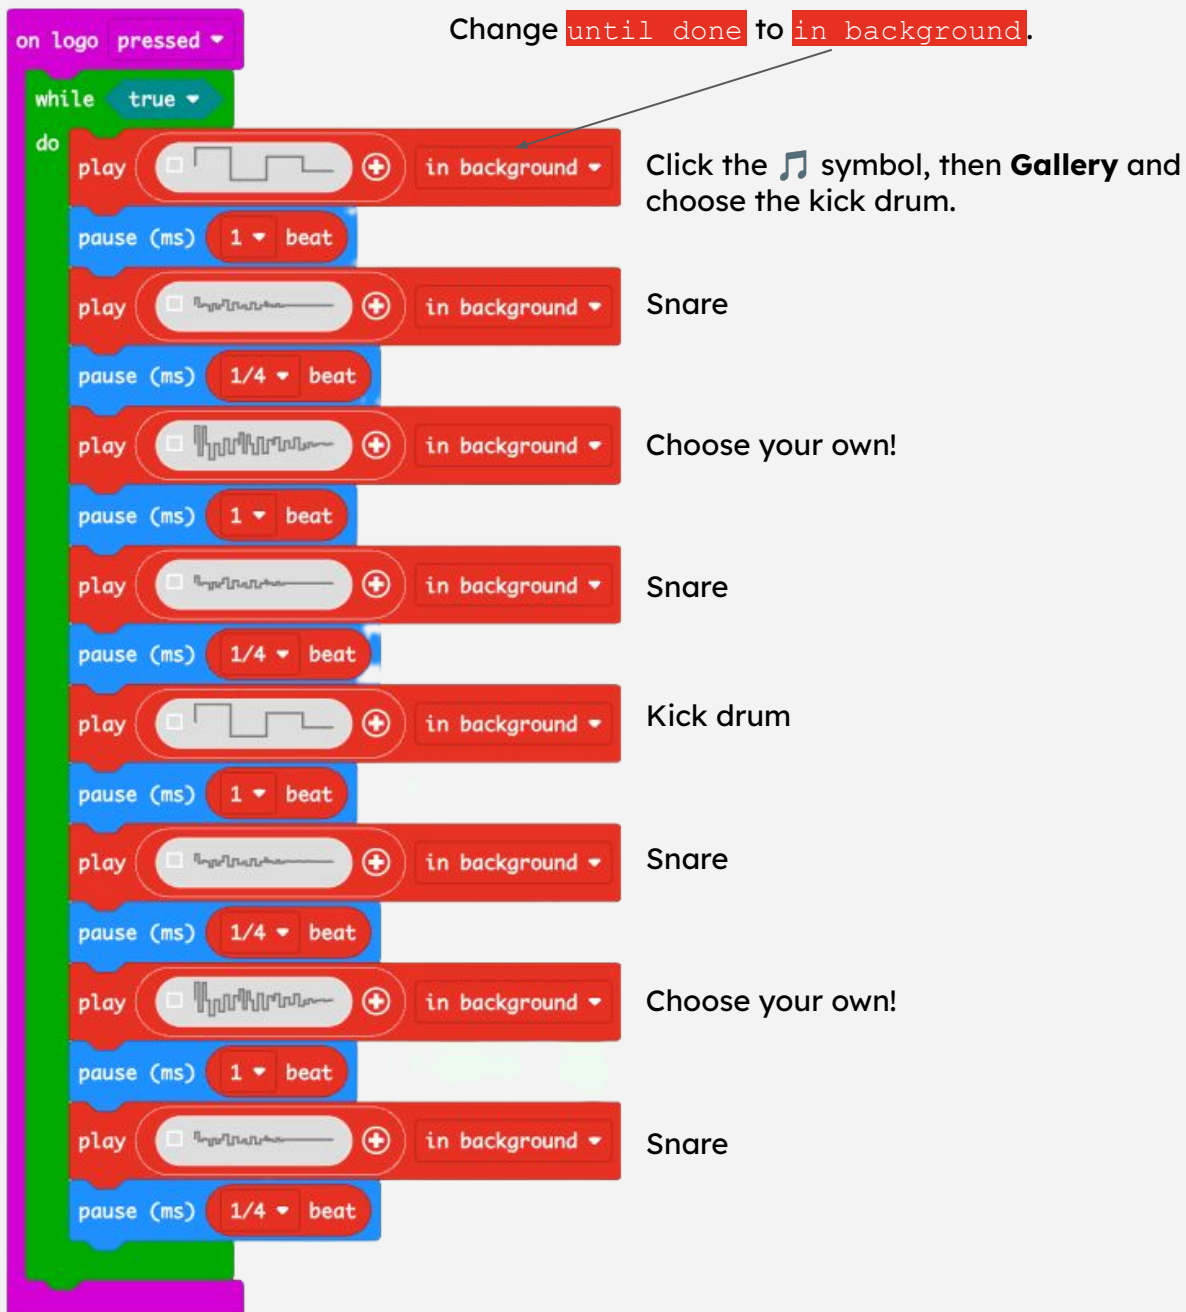 Change until done to in background.
on logo pressed
while true
do
play in background
Click the 🎵 symbol, then Gallery and
choose the kick drum.
pause (ms) 1 beat
play in background
Snare
pause (ms) 1/4 beat
play in background
Choose your own!
pause (ms) 1 beat
play in background
Snare
pause (ms) 1/4 beat
play in background
Kick drum
pause (ms) 1 beat
play in background
Snare
pause (ms) 1/4 beat
play in background
Choose your own!
pause (ms) 1 beat
play in background
Snare
pause (ms) 1/4 beat